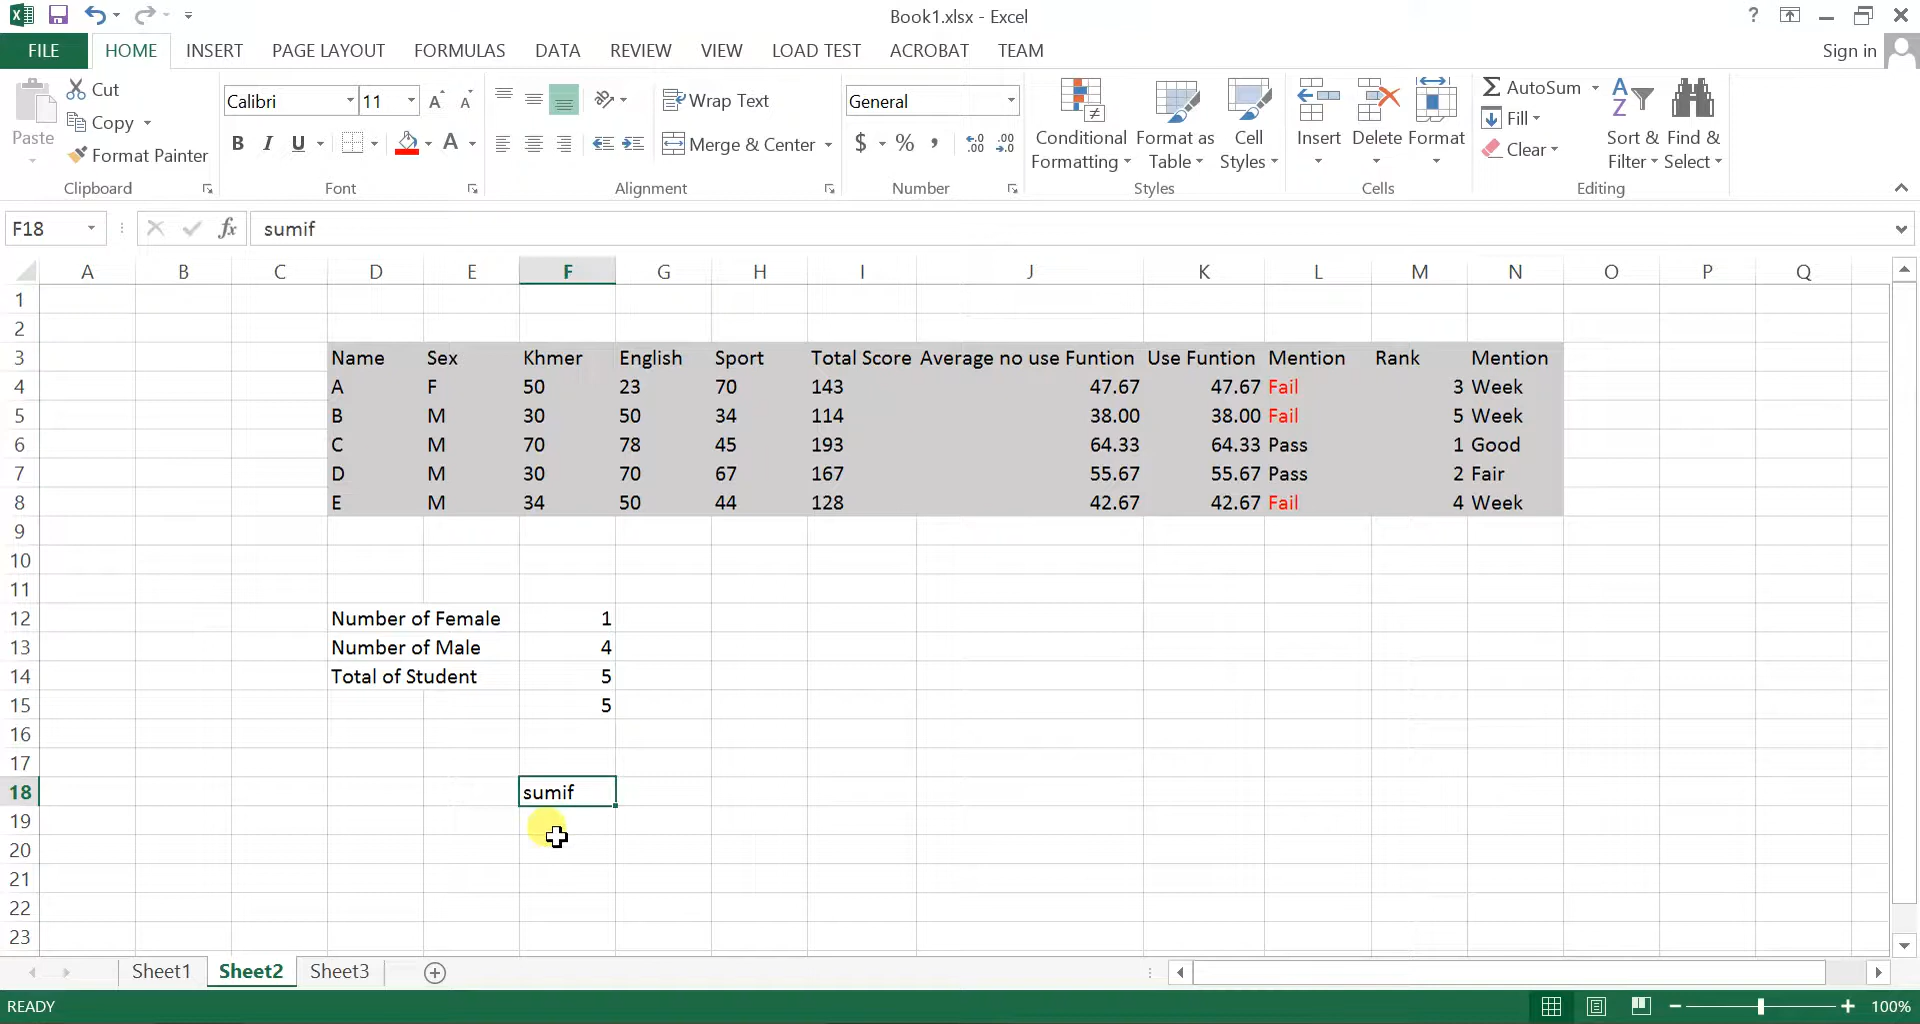 Book1.xlsx - Excel
?
FILE HOME INSERT PAGE LAYOUT FORMULAS DATA REVIEW VIEW LOAD TEST ACROBAT TEAM Sign in
Paste
Cut
Copy
Format Painter
Clipboard
Calibri 11
B I U A
Font
Wrap Text
Merge & Center
Alignment
General
$ % ,
Number
Conditional Formatting
Format as Table
Cell Styles
Styles
Insert Delete Format
Cells
AutoSum
Fill
Clear
Sort & Filter
Find & Select
Editing
F18 fx sumif
A B C D E F G H I J K L M N O P Q
1
2
3 Name Sex Khmer English Sport Total Score Average no use Funtion Use Funtion Mention Rank Mention
4 A F 50 23 70 143 47.67 47.67 Fail 3 Week
5 B M 30 50 34 114 38.00 38.00 Fail 5 Week
6 C M 70 78 45 193 64.33 64.33 Pass 1 Good
7 D M 30 70 67 167 55.67 55.67 Pass 2 Fair
8 E M 34 50 44 128 42.67 42.67 Fail 4 Week
9
10
11
12 Number of Female 1
13 Number of Male 4
14 Total of Student 5
15 5
16
17
18 sumif
19
20
21
22
23
Sheet1 Sheet2 Sheet3
READY 100%